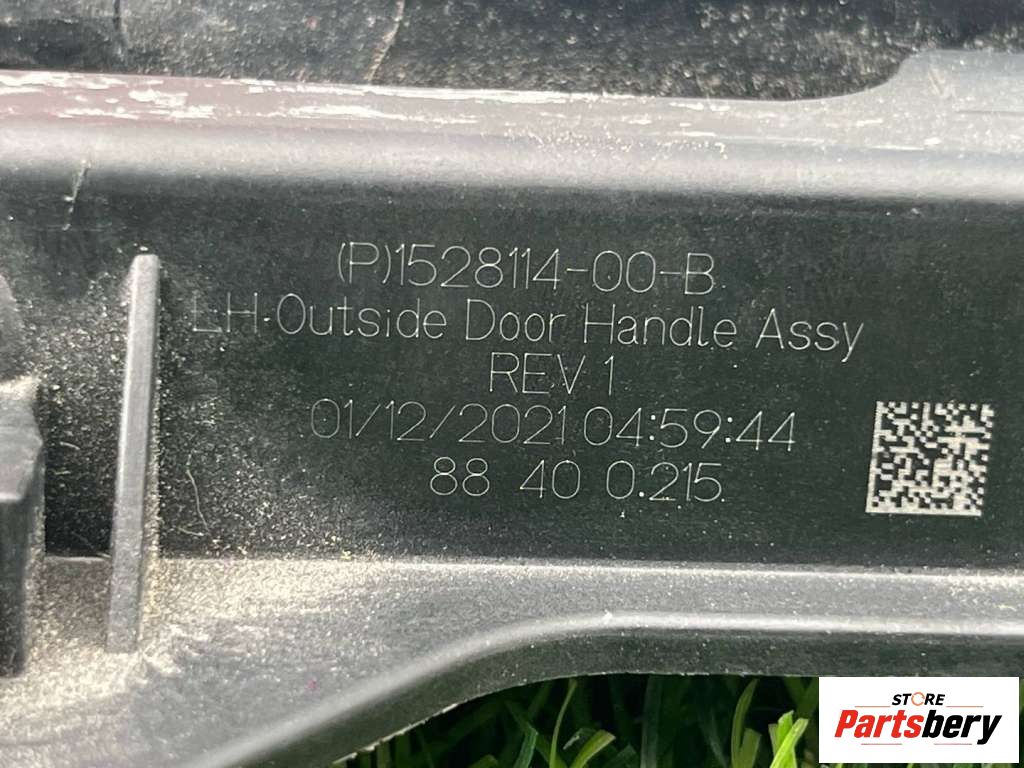 (P)1528114-00-B
LH Outside Door Handle Assy
REV 1
01/12/2021 04:59:44
88 40 0.215
STORE
Partsbery